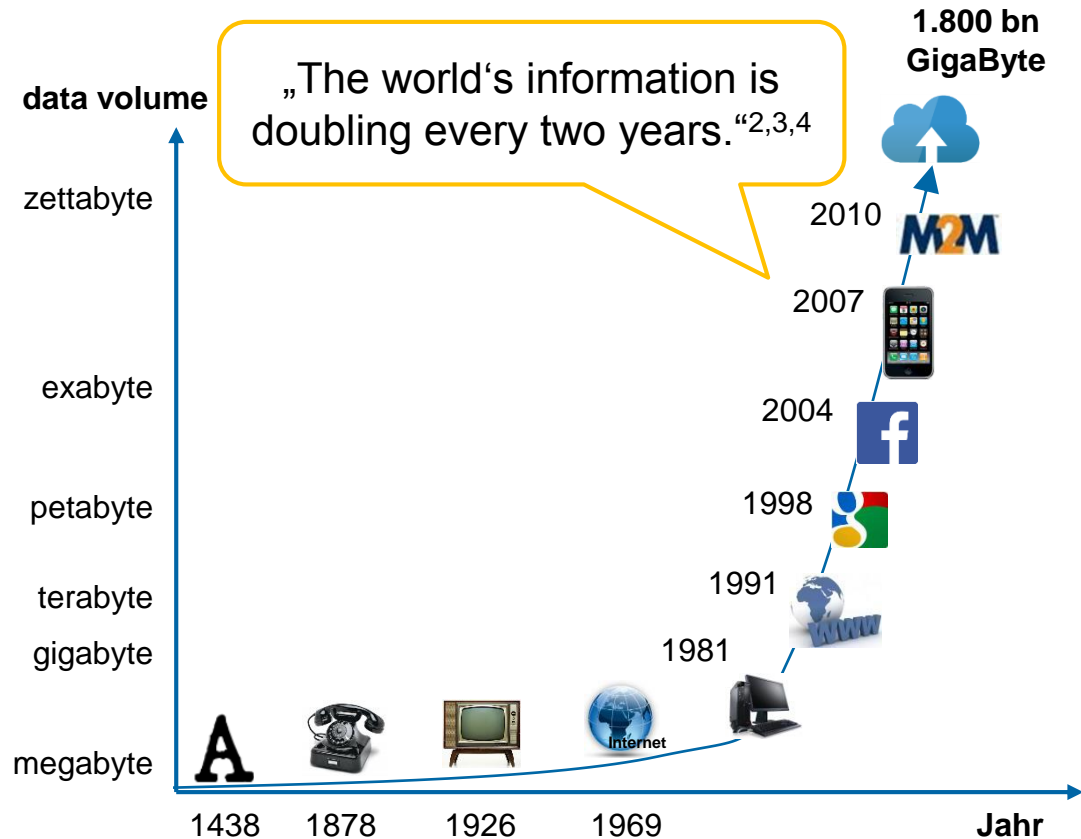 1.800 bn
GigaByte
„The world‘s information is
doubling every two years.“2,3,4
data volume
zettabyte
2010
M2M
2007
exabyte
2004
f
petabyte
1998
g
terabyte
1991
WWW
gigabyte
1981
Internet
A
megabyte
1438
1878
1926
1969
Jahr